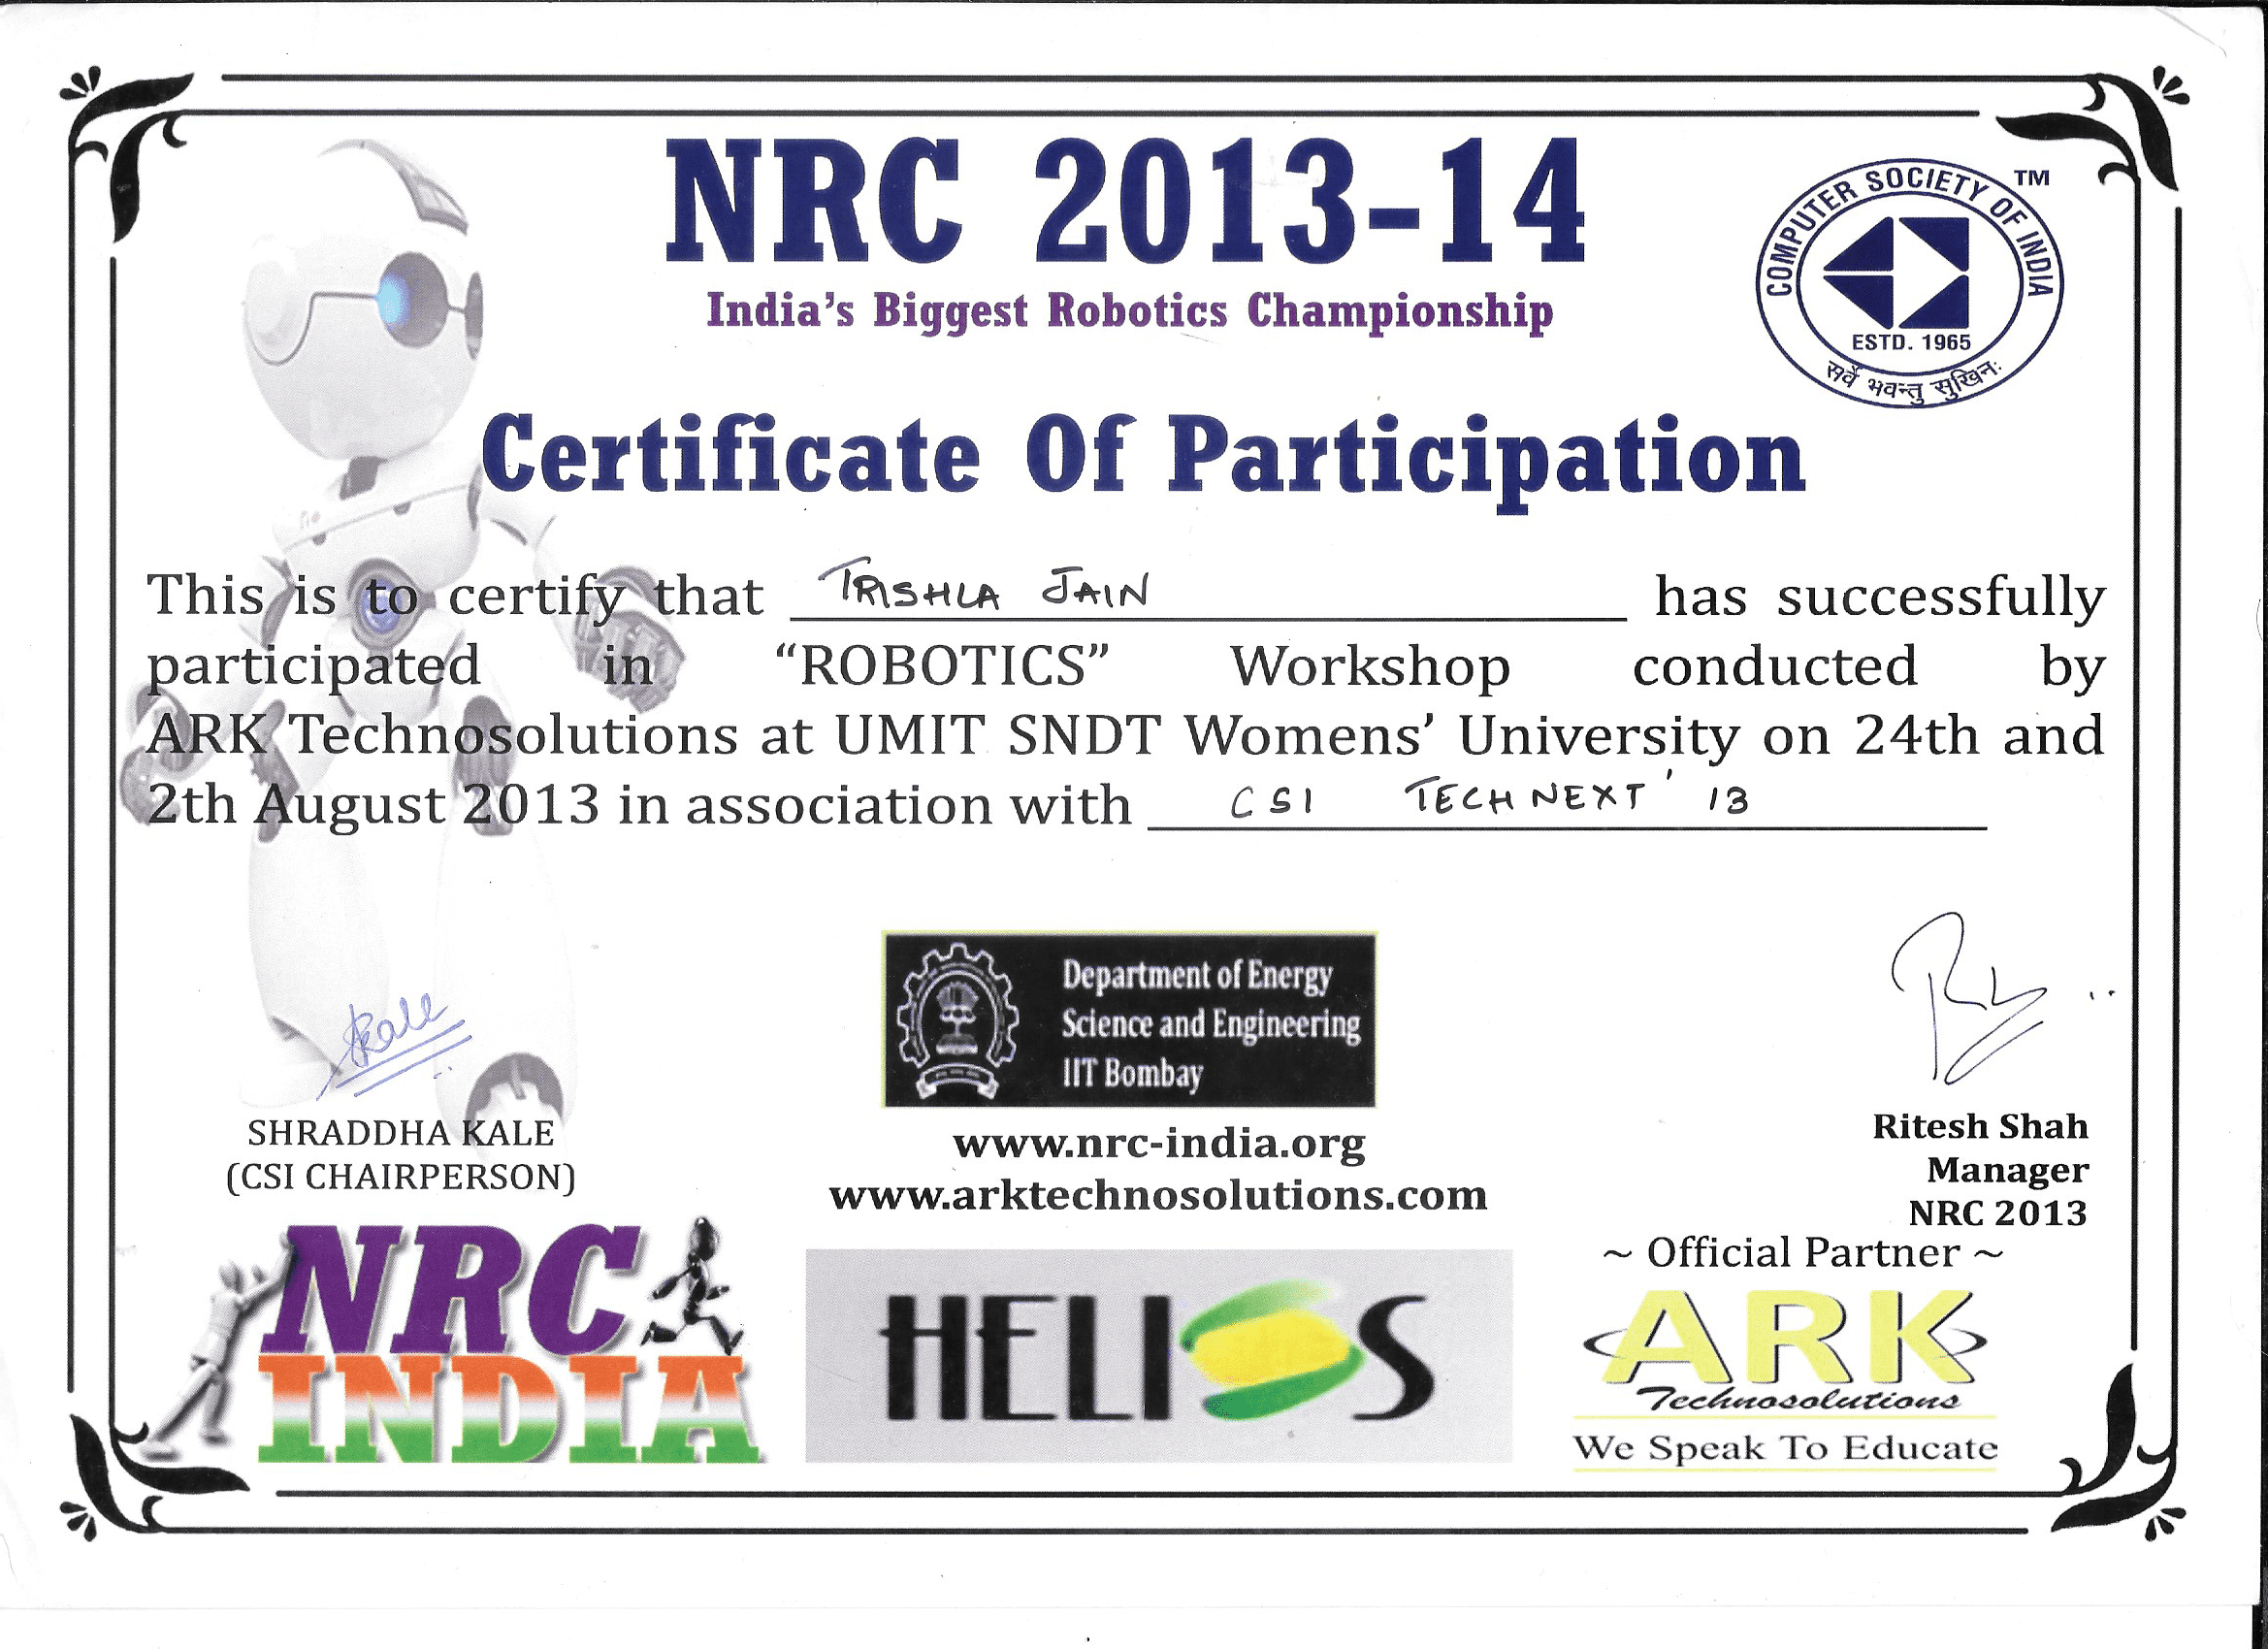 NRC 2013-14
India's Biggest Robotics Championship
COMPUTER SOCIETY OF INDIA
TM
ESTD. 1965
सर्वे भवन्तु सुखिनः
Certificate Of Participation
This is to certify that TRISHLA JAIN has successfully
participated in “ROBOTICS” Workshop conducted by
ARK Technosolutions at UMIT SNDT Womens’ University on 24th and
2th August 2013 in association with CSI TECHNEXT ' 13
Department of Energy
Science and Engineering
IIT Bombay
Kale
SHRADDHA KALE
(CSI CHAIRPERSON)
www.nrc-india.org
www.arktechnosolutions.com
Ritesh Shah
Manager
NRC 2013
NRC
INDIA
HELIOS
~ Official Partner ~
ARK
Technosolutions
We Speak To Educate